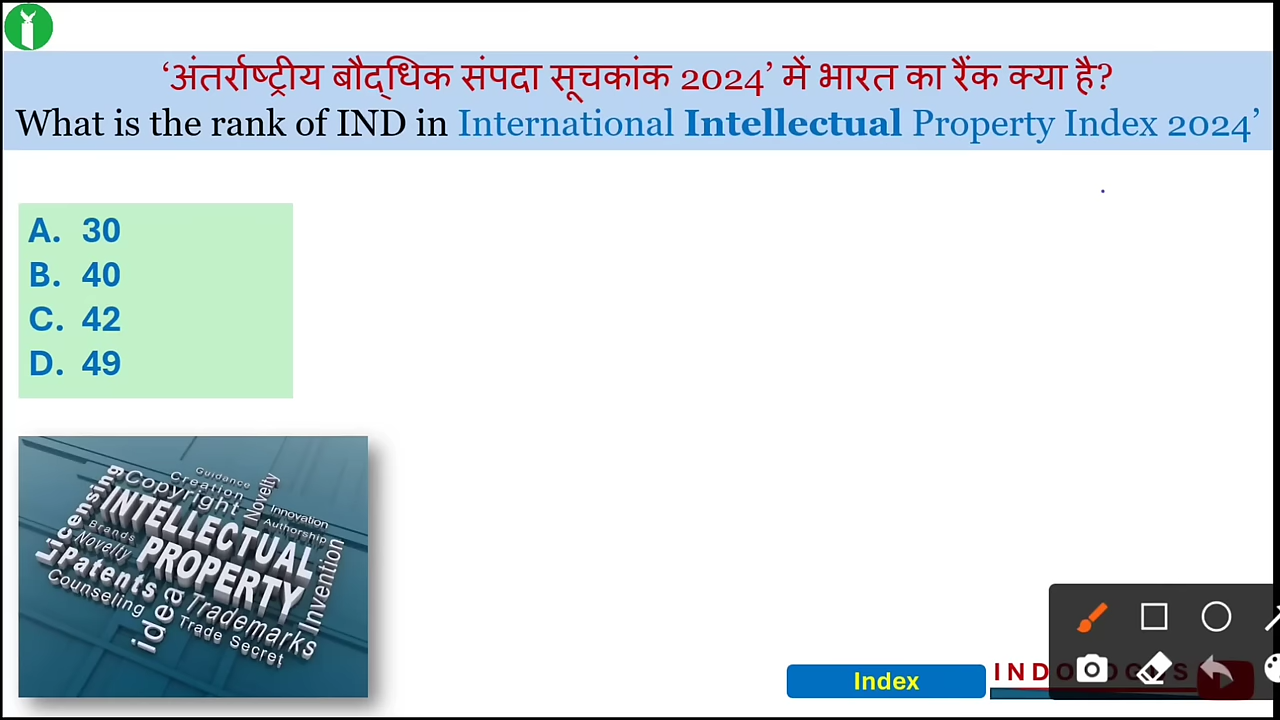 ‘अंतर्राष्ट्रीय बौद्धिक संपदा सूचकांक 2024’ में भारत का रैंक क्या है?
What is the rank of IND in International Intellectual Property Index 2024’
A. 30
B. 40
C. 42
D. 49
Guidance
Creation
Novelty
Copyright
Licensing
Innovation
Authorship
INTELLECTUAL
Brands
Novelty
PROPERTY
Invention
Patents
Counseling
idea
Trademarks
Trade Secret
Index